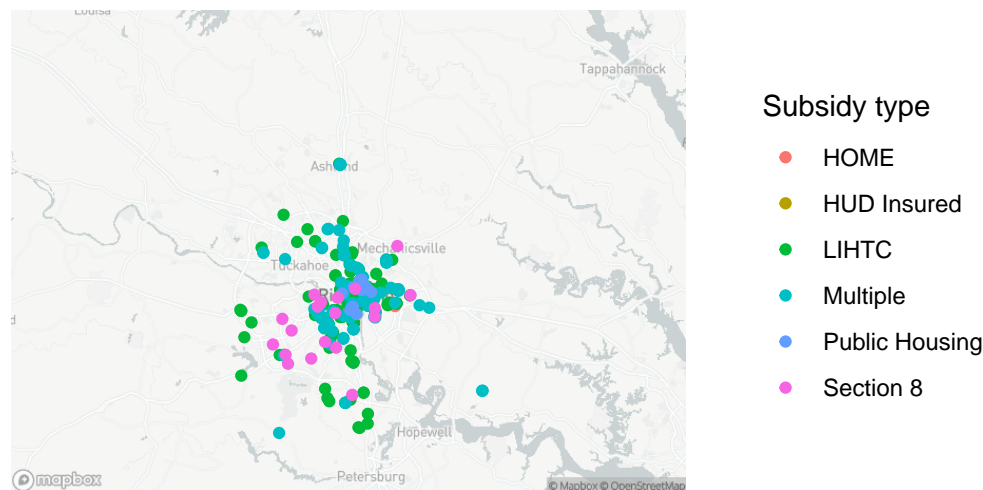 Louisa
Tappahannock
Ashland
Mechanicsville
Tuckahoe
Hopewell
Petersburg
mapbox
© Mapbox © OpenStreetMap
Subsidy type
HOME
HUD Insured
LIHTC
Multiple
Public Housing
Section 8